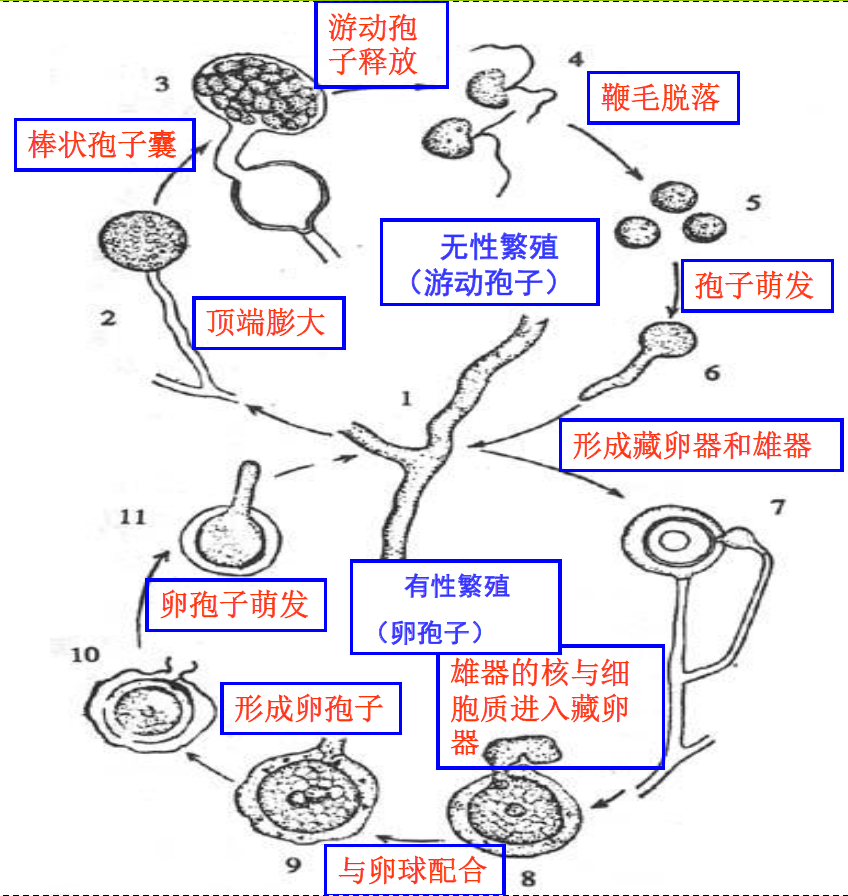 游动孢
子释放
3
4
鞭毛脱落
棒状孢子囊
5
无性繁殖
（游动孢子）
孢子萌发
2
顶端膨大
6
1
形成藏卵器和雄器
11
7
有性繁殖
（卵孢子）
卵孢子萌发
10
雄器的核与细
胞质进入藏卵
器
形成卵孢子
9
与卵球配合
8